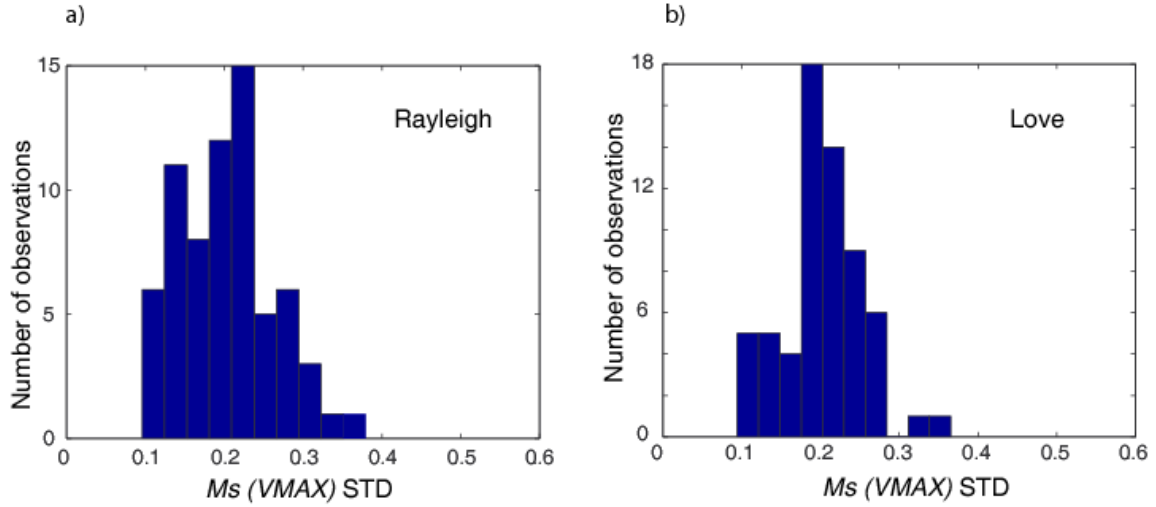 a)
15
10
5
0
Number of observations
Rayleigh
0 0.1 0.2 0.3 0.4 0.5 0.6
Ms (VMAX) STD
b)
18
12
6
0
Number of observations
Love
0 0.1 0.2 0.3 0.4 0.5 0.6
Ms (VMAX) STD